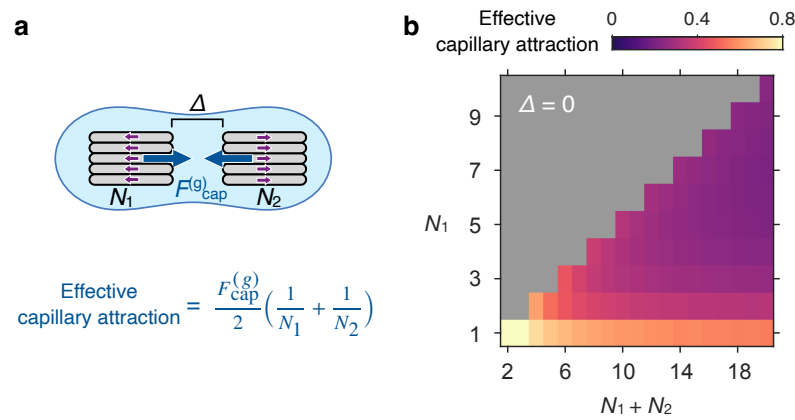 a
Δ
N₁
F⁽ᵍ⁾cap
N₂
Effective
capillary attraction = F⁽ᵍ⁾cap / 2 ( 1/N₁ + 1/N₂ )
b
Effective
capillary attraction
0 0.4 0.8
Δ = 0
N₁
9
7
5
3
1
2 6 10 14 18
N₁ + N₂